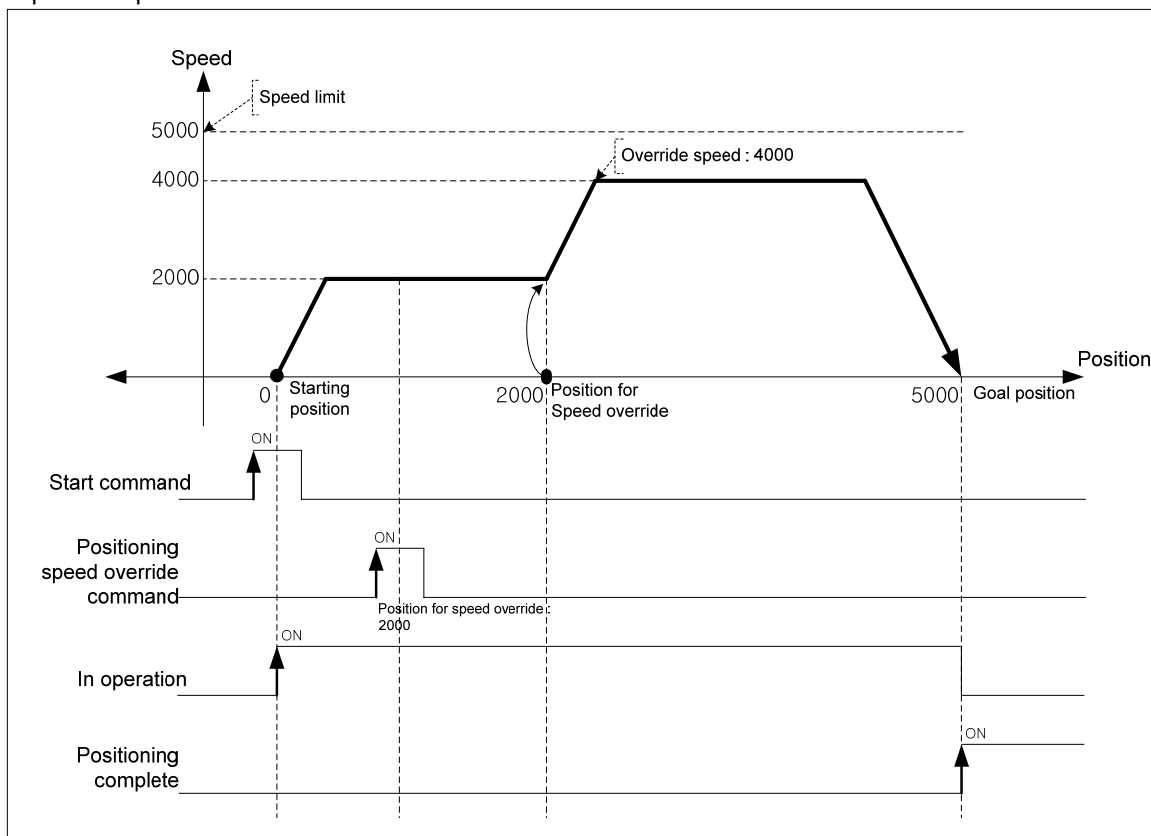 Speed
Speed limit
5000
Override speed : 4000
4000
2000
Position
0
Starting
position
2000
Position for
Speed override
5000
Goal position
ON
Start command
ON
Positioning
speed override
command
Position for speed override :
2000
ON
In operation
ON
Positioning
complete